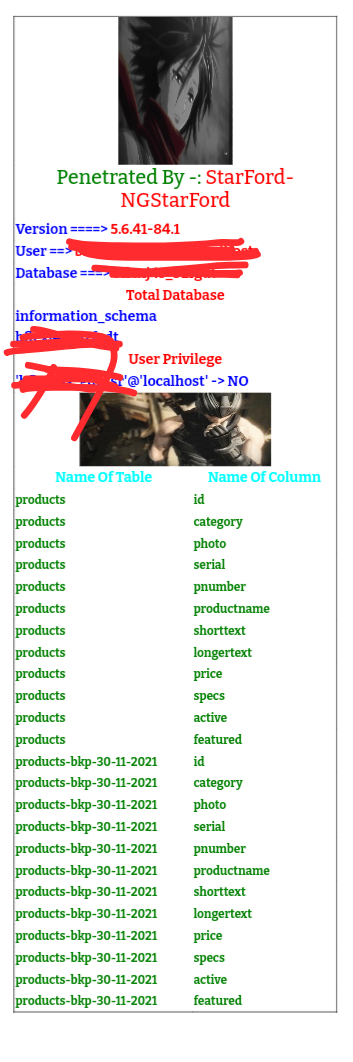 Penetrated By -: StarFord-
NGStarFord
Version ====> 5.6.41-84.1
User ==>
Database ===>
Total Database
information_schema
User Privilege
'@'localhost' -> NO
Name Of Table Name Of Column
products id
products category
products photo
products serial
products pnumber
products productname
products shorttext
products longertext
products price
products specs
products active
products featured
products-bkp-30-11-2021 id
products-bkp-30-11-2021 category
products-bkp-30-11-2021 photo
products-bkp-30-11-2021 serial
products-bkp-30-11-2021 pnumber
products-bkp-30-11-2021 productname
products-bkp-30-11-2021 shorttext
products-bkp-30-11-2021 longertext
products-bkp-30-11-2021 price
products-bkp-30-11-2021 specs
products-bkp-30-11-2021 active
products-bkp-30-11-2021 featured